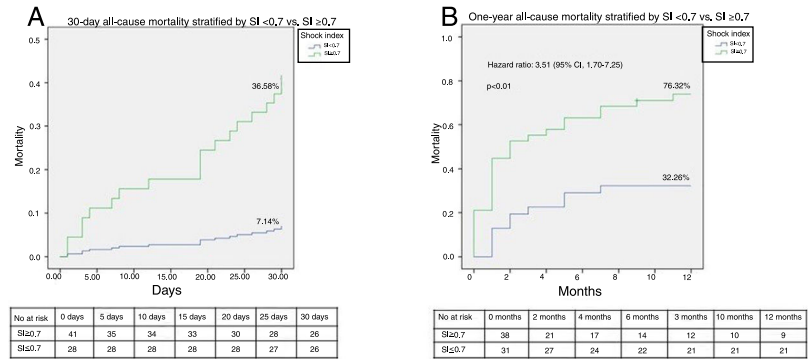 A
30-day all-cause mortality stratified by SI <0.7 vs. SI ≥0.7
Shock index
SI<0.7
SI≥0.7
0.5
0.4
0.3
0.2
0.1
0.0
Mortality
36.58%
7.14%
0.00 5.00 10.00 15.00 20.00 25.00 30.00
Days
No at risk 0 days 5 days 10 days 15 days 20 days 25 days 30 days
SI≥0.7 41 35 34 33 30 28 26
SI≤0.7 28 28 28 28 28 27 26
B
One-year all-cause mortality stratified by SI <0.7 vs. SI ≥0.7
Shock index
SI<0.7
SI≥0.7
Hazard ratio: 3,51 (95% CI, 1,70-7,25)
p<0.01
1.0
0.8
0.6
0.4
0.2
0.0
Mortality
76.32%
32.26%
0 2 4 6 8 10 12
Months
No at risk 0 months 2 months 4 months 6 months 3 months 10 months 12 months
SI≥0.7 38 21 17 14 12 10 9
SI≤0.7 31 27 24 22 21 21 21